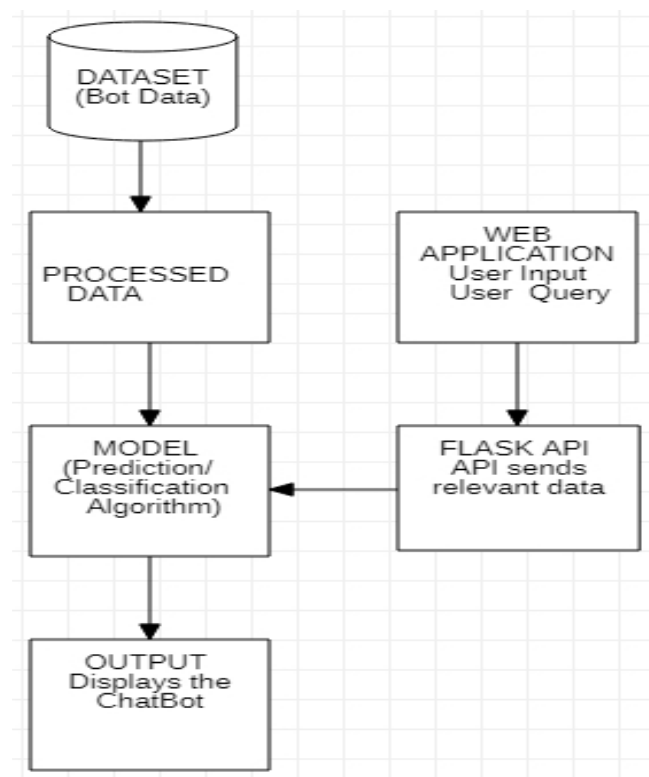 DATASET
(Bot Data)
PROCESSED
DATA
WEB
APPLICATION
User Input
User Query
MODEL
(Prediction/
Classification
Algorithm)
FLASK API
API sends
relevant data
OUTPUT
Displays the
ChatBot